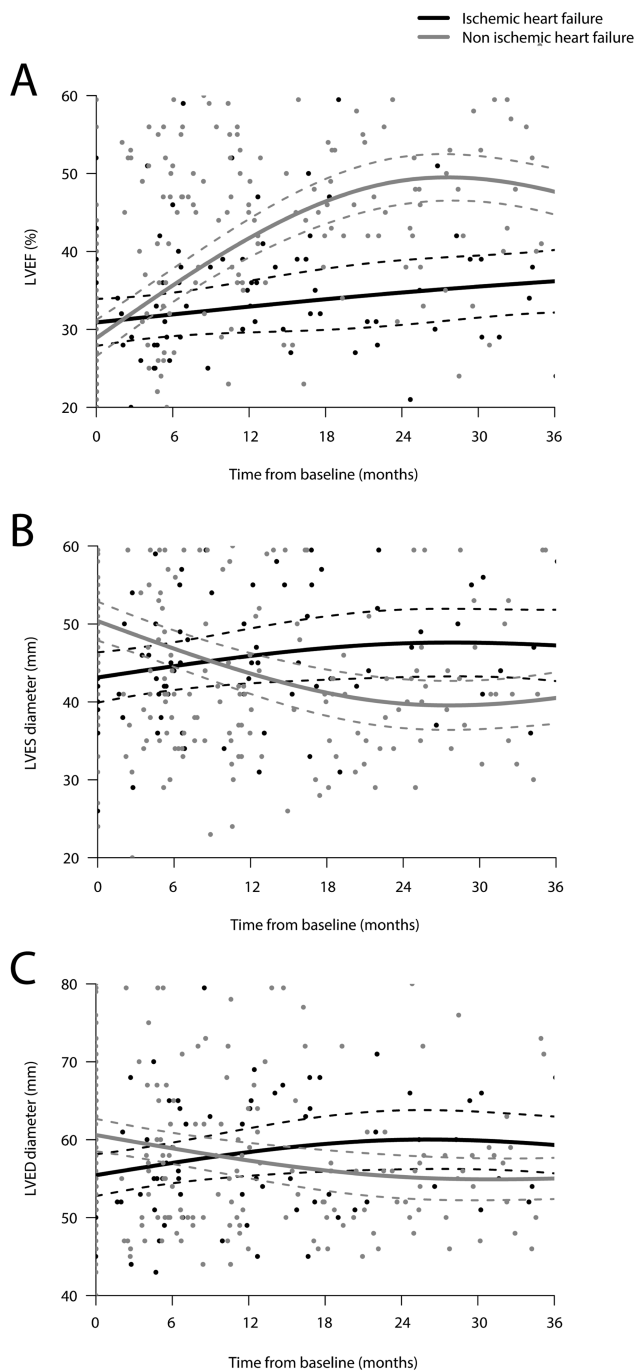 Ischemic heart failure
Non ischemic heart failure
A
60
50
40
30
20
LVEF (%)
0 6 12 18 24 30 36
Time from baseline (months)
B
60
50
40
30
20
LVES diameter (mm)
0 6 12 18 24 30 36
Time from baseline (months)
C
80
70
60
50
40
LVED diameter (mm)
0 6 12 18 24 30 36
Time from baseline (months)